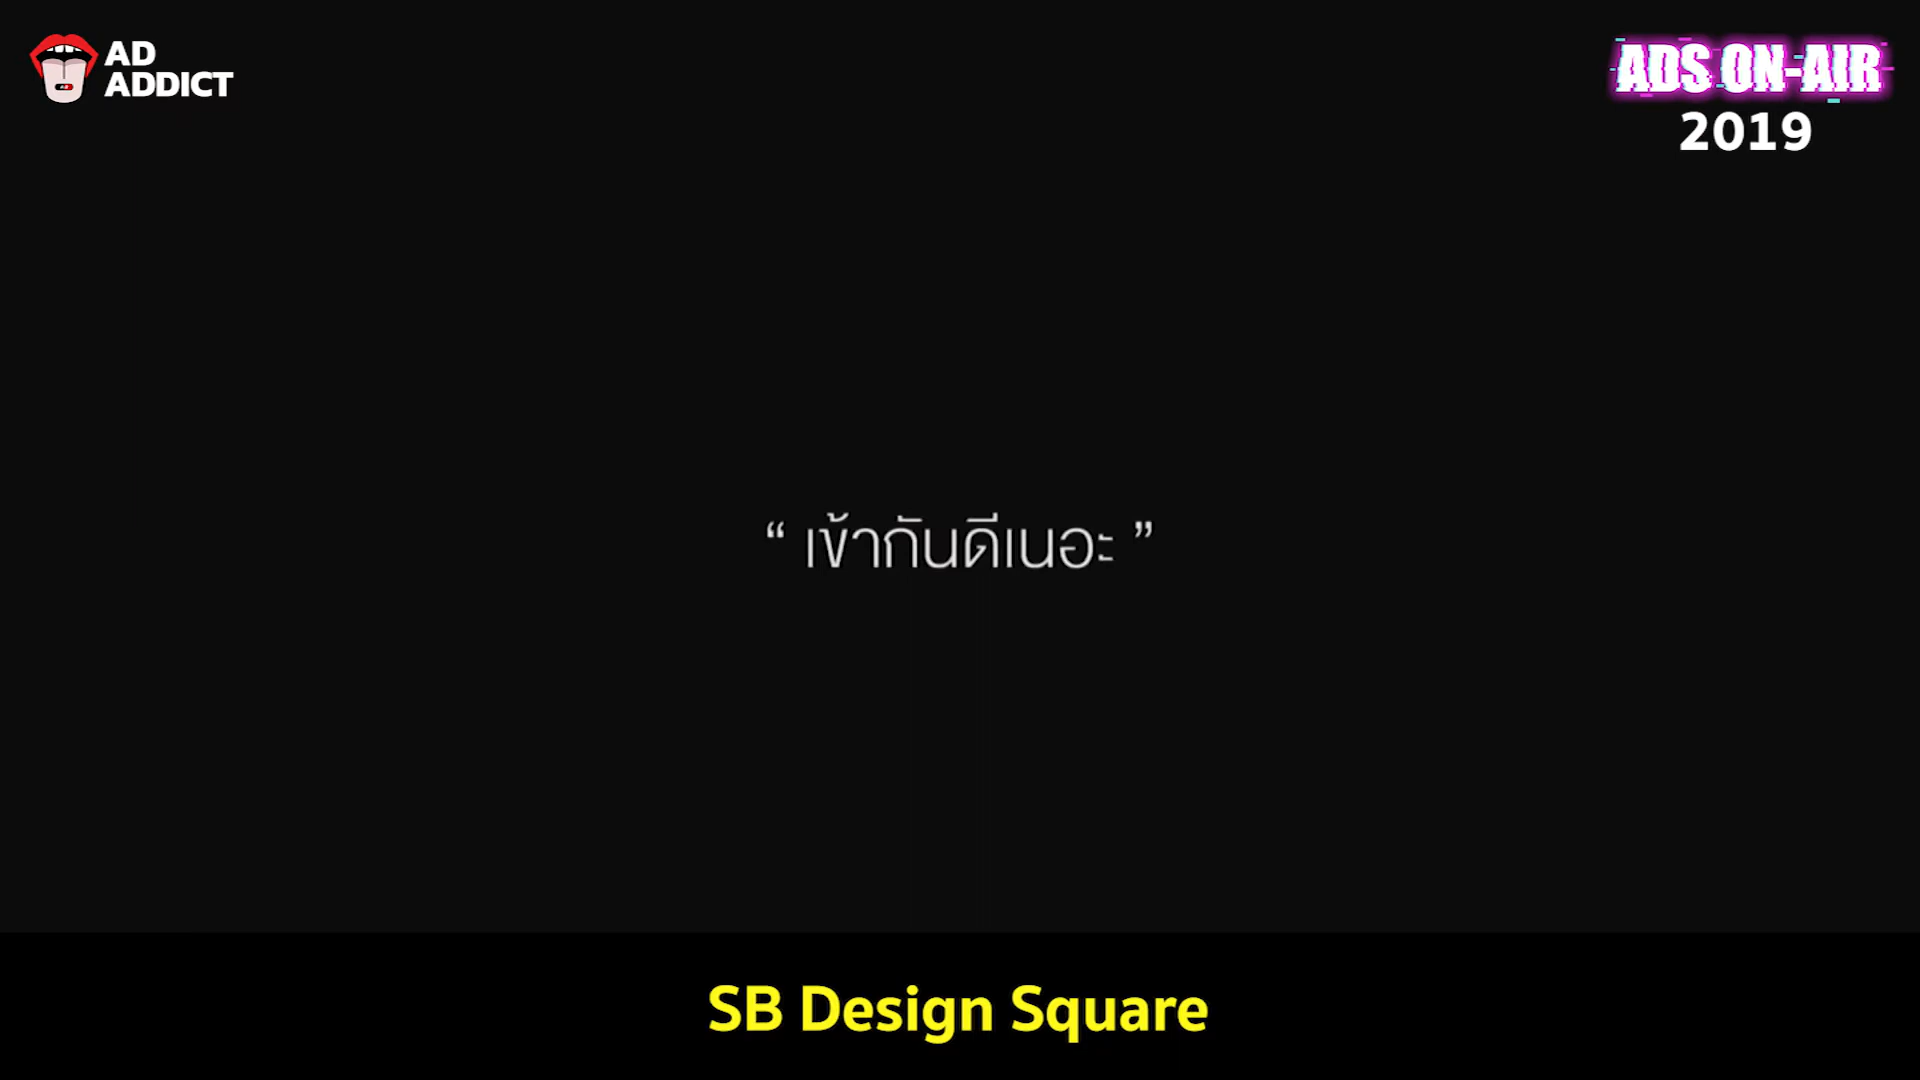 AD
ADDICT
ADS ON-AIR
2019
“ เข้ากันดีเนอะ ”
SB Design Square